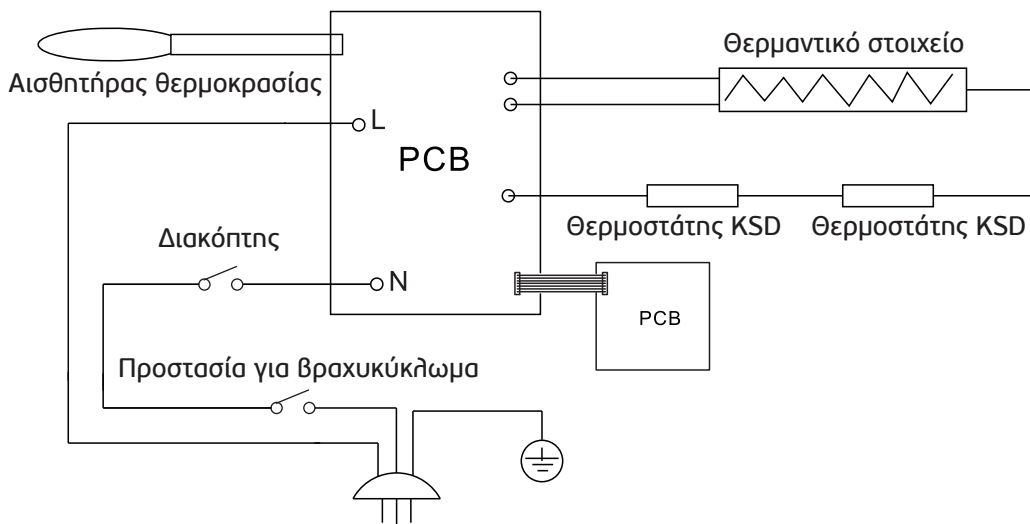 Θερμαντικό στοιχείο
Αισθητήρας θερμοκρασίας
L
PCB
Θερμοστάτης KSD
Θερμοστάτης KSD
Διακόπτης
N
PCB
Προστασία για βραχυκύκλωμα